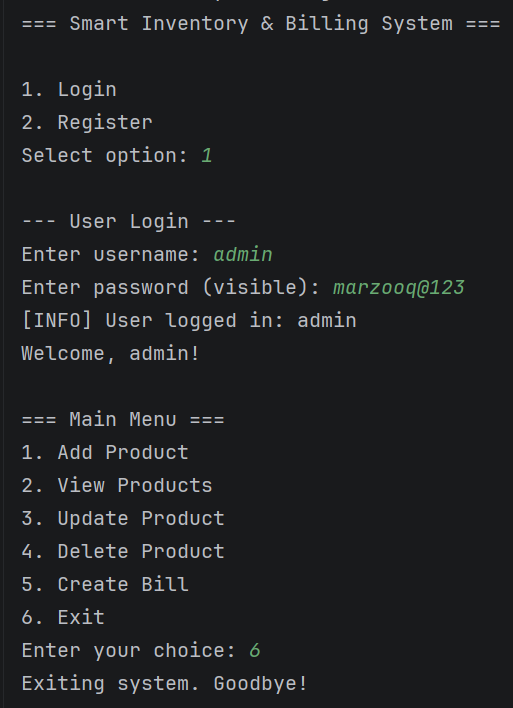 === Smart Inventory & Billing System ===
1. Login
2. Register
Select option: 1
--- User Login ---
Enter username: admin
Enter password (visible): marzooq@123
[INFO] User logged in: admin
Welcome, admin!
=== Main Menu ===
1. Add Product
2. View Products
3. Update Product
4. Delete Product
5. Create Bill
6. Exit
Enter your choice: 6
Exiting system. Goodbye!